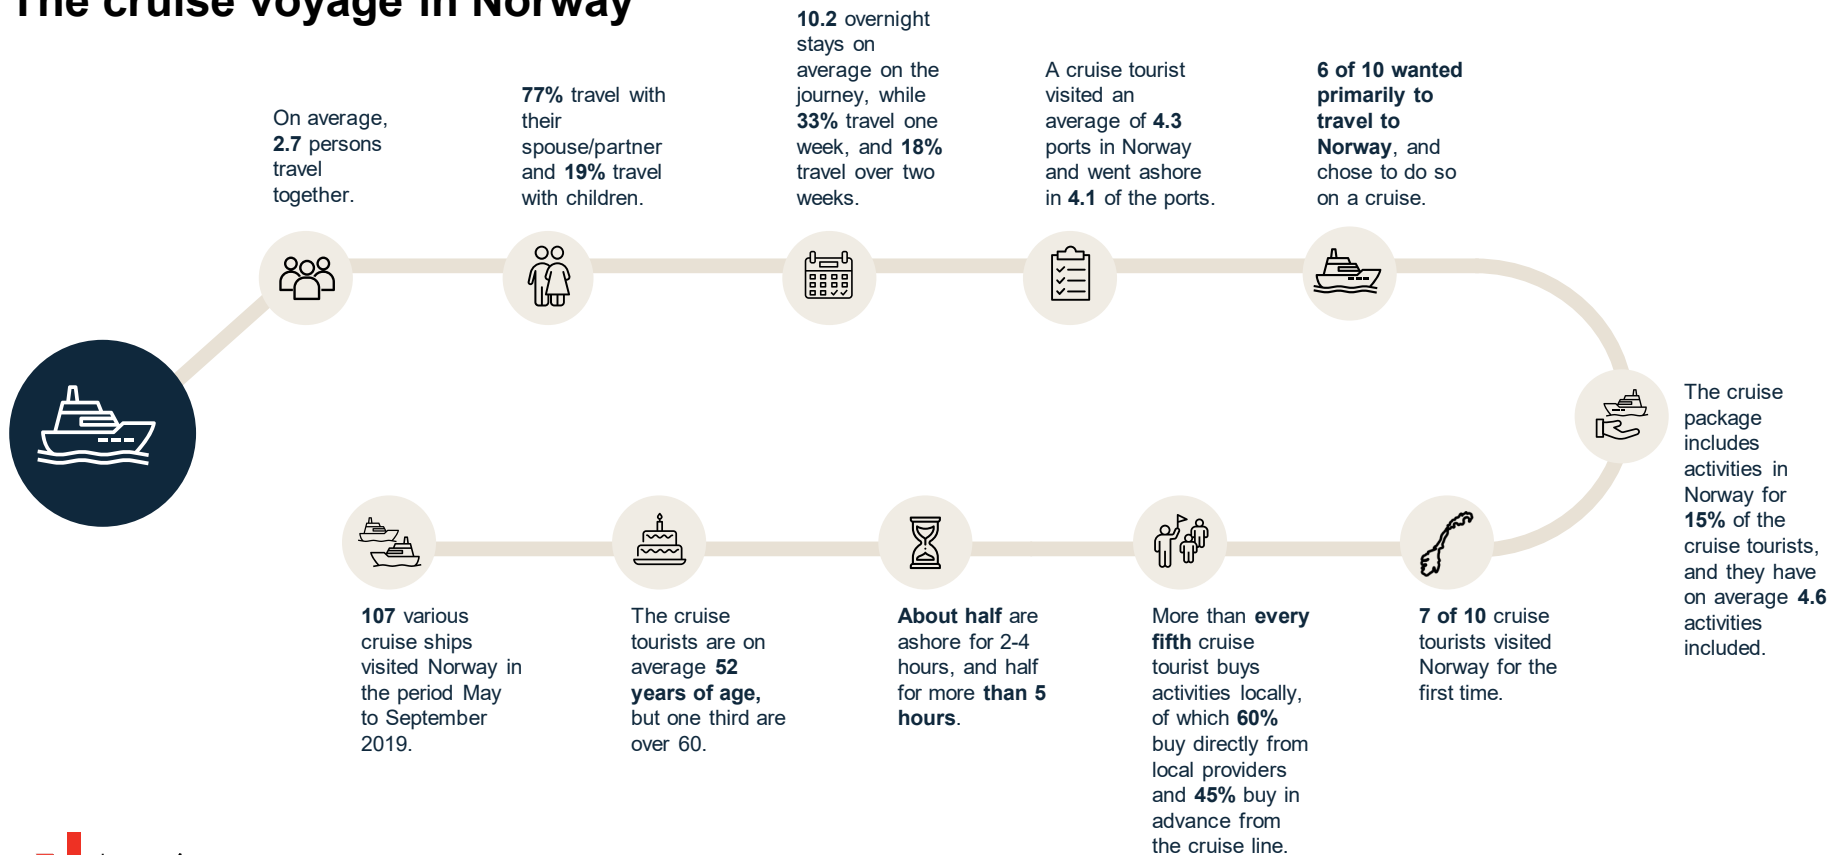 The cruise voyage in Norway
On average,
2.7 persons
travel
together.
77% travel with
their
spouse/partner
and 19% travel
with children.
10.2 overnight
stays on
average on the
journey, while
33% travel one
week, and 18%
travel over two
weeks.
A cruise tourist
visited an
average of 4.3
ports in Norway
and went ashore
in 4.1 of the ports.
6 of 10 wanted
primarily to
travel to
Norway, and
chose to do so
on a cruise.
The cruise
package
includes
activities in
Norway for
15% of the
cruise tourists,
and they have
on average 4.6
activities
included.
107 various
cruise ships
visited Norway in
the period May
to September
2019.
The cruise
tourists are on
average 52
years of age,
but one third are
over 60.
About half are
ashore for 2-4
hours, and half
for more than 5
hours.
More than every
fifth cruise
tourist buys
activities locally,
of which 60%
buy directly from
local providers
and 45% buy in
advance from
the cruise line.
7 of 10 cruise
tourists visited
Norway for the
first time.